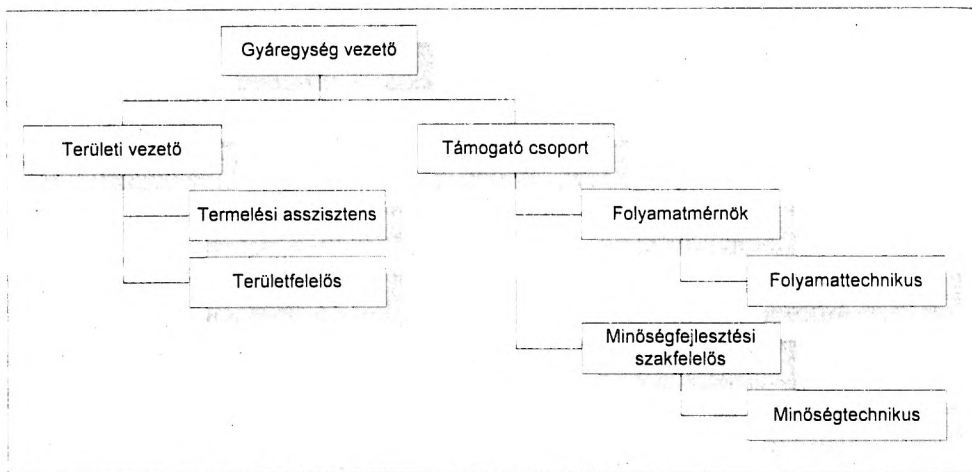 Gyáregység vezető
Területi vezető
Támogató csoport
Termelési asszisztens
Folyamatmérnök
Területfelelős
Folyamattechnikus
Minőségfejlesztési
szakfelelős
Minőségtechnikus